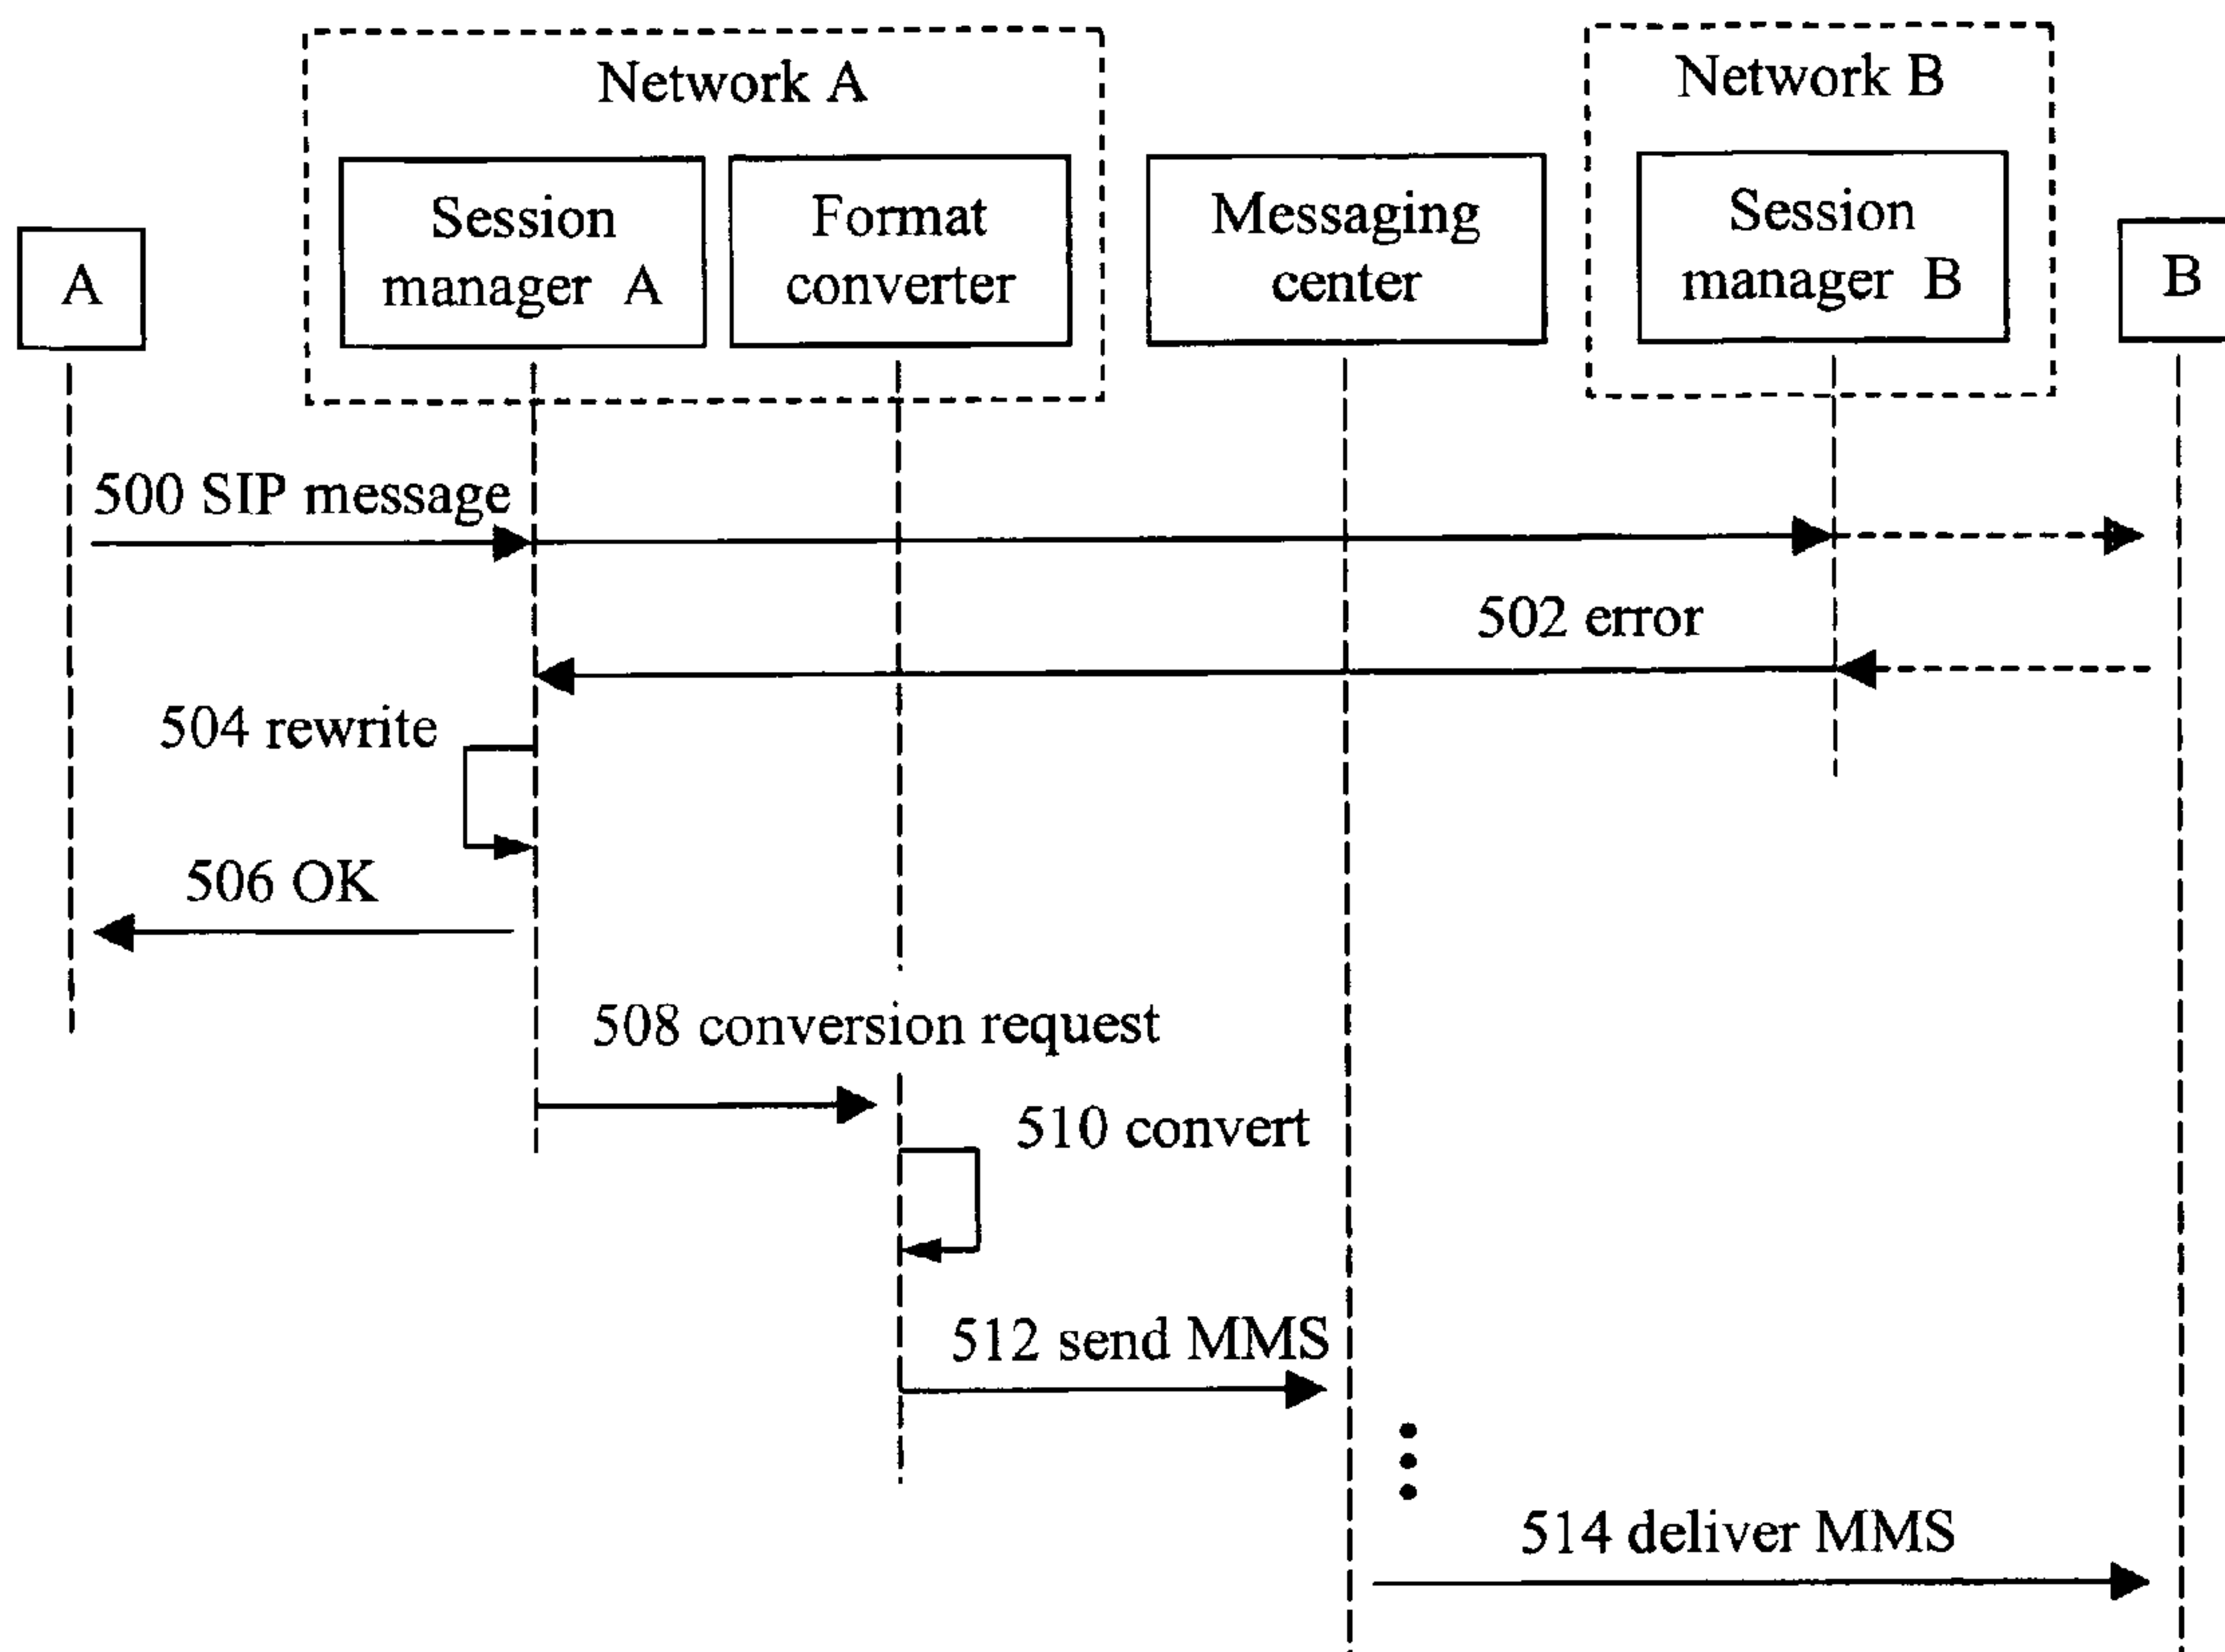 Network A
Network B
Session
manager A
Format
converter
Messaging
center
Session
manager B
A
B
500 SIP message
502 error
504 rewrite
506 OK
508 conversion request
510 convert
512 send MMS
514 deliver MMS